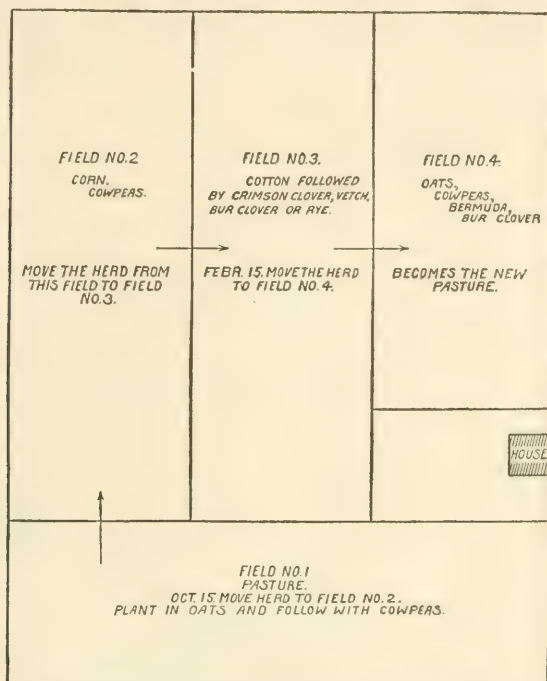 FIELD NO.2
CORN.
COWPEAS.
MOVE THE HERD FROM
THIS FIELD TO FIELD
NO.3.
FIELD NO.3.
COTTON FOLLOWED
BY CRIMSON CLOVER, VETCH,
BUR CLOVER OR RYE.
FEBR. 15. MOVE THE HERD
TO FIELD NO.4.
FIELD NO.4.
OATS,
COWPEAS,
BERMUDA,
BUR CLOVER
BECOMES THE NEW
PASTURE.
HOUSE
FIELD NO.1
PASTURE.
OCT. 15. MOVE HERD TO FIELD NO.2.
PLANT IN OATS AND FOLLOW WITH COWPEAS.